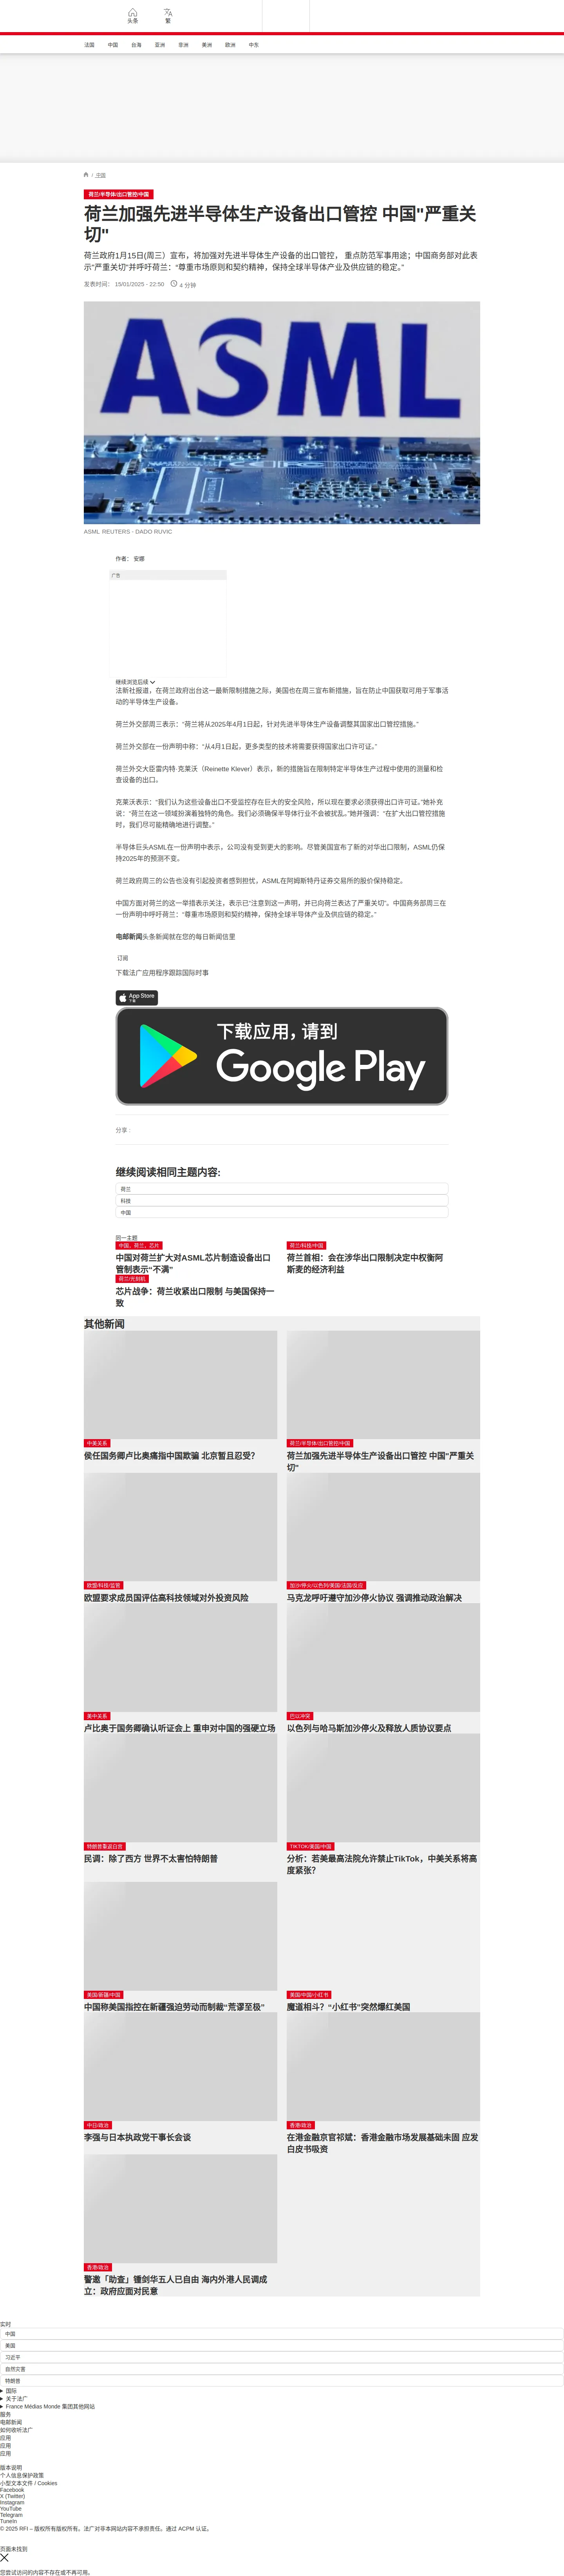 头条
繁
法国 中国 台海 亚洲 非洲 美洲 欧洲 中东
/ 中国
荷兰/半导体/出口管控/中国
荷兰加强先进半导体生产设备出口管控 中国"严重关
切"
荷兰政府1月15日(周三）宣布，将加强对先进半导体生产设备的出口管控， 重点防范军事用途；中国商务部对此表
示“严重关切”并呼吁荷兰：“尊重市场原则和契约精神，保持全球半导体产业及供应链的稳定。”
发表时间： 15/01/2025 - 22:50 4 分钟
ASML
ASML REUTERS - DADO RUVIC
作者： 安娜
广告
继续浏览后续
法新社报道，在荷兰政府出台这一最新限制措施之际，美国也在周三宣布新措施，旨在防止中国获取可用于军事活
动的半导体生产设备。
荷兰外交部周三表示：“荷兰将从2025年4月1日起，针对先进半导体生产设备调整其国家出口管控措施。”
荷兰外交部在一份声明中称：“从4月1日起，更多类型的技术将需要获得国家出口许可证。”
荷兰外交大臣雷内特·克莱沃（Reinette Klever）表示，新的措施旨在限制特定半导体生产过程中使用的测量和检
查设备的出口。
克莱沃表示：“我们认为这些设备出口不受监控存在巨大的安全风险，所以现在要求必须获得出口许可证。”她补充
说：“荷兰在这一领域扮演着独特的角色。我们必须确保半导体行业不会被扰乱。”她并强调：“在扩大出口管控措施
时，我们尽可能精确地进行调整。”
半导体巨头ASML在一份声明中表示，公司没有受到更大的影响。尽管美国宣布了新的对华出口限制，ASML仍保
持2025年的预测不变。
荷兰政府周三的公告也没有引起投资者感到担忧，ASML在阿姆斯特丹证券交易所的股价保持稳定。
中国方面对荷兰的这一举措表示关注，表示已“注意到这一声明，并已向荷兰表达了严重关切”。中国商务部周三在
一份声明中呼吁荷兰：“尊重市场原则和契约精神，保持全球半导体产业及供应链的稳定。”
电邮新闻头条新闻就在您的每日新闻信里
订阅
下载法广应用程序跟踪国际时事
App Store
下载
下载应用，请到
Google Play
分享 :
继续阅读相同主题内容:
荷兰
科技
中国
同一主题
中国、荷兰、芯片
中国对荷兰扩大对ASML芯片制造设备出口
管制表示“不满”
荷兰/科技/中国
荷兰首相：会在涉华出口限制决定中权衡阿
斯麦的经济利益
荷兰/光刻机
芯片战争：荷兰收紧出口限制 与美国保持一
致
其他新闻
中美关系
侯任国务卿卢比奥痛指中国欺骗 北京暂且忍受?
荷兰/半导体/出口管控/中国
荷兰加强先进半导体生产设备出口管控 中国"严重关
切"
欧盟/科技/监管
欧盟要求成员国评估高科技领域对外投资风险
加沙/停火/以色列/美国/法国/反应
马克龙呼吁遵守加沙停火协议 强调推动政治解决
美中关系
卢比奥于国务卿确认听证会上 重申对中国的强硬立场
巴以冲突
以色列与哈马斯加沙停火及释放人质协议要点
特朗普重返白宫
民调：除了西方 世界不太害怕特朗普
TIKTOK/美国/中国
分析：若美最高法院允许禁止TikTok，中美关系将高
度紧张？
美国/新疆/中国
中国称美国指控在新疆强迫劳动而制裁“荒谬至极”
美国/中国/小红书
魔道相斗？“小红书”突然爆红美国
中日/政治
李强与日本执政党干事长会谈
香港/政治
在港金融京官祁斌：香港金融市场发展基础未固 应发
白皮书吸资
香港/政治
警邀「助查」锺剑华五人已自由 海内外港人民调成
立：政府应面对民意
实时
中国
美国
习近平
自然灾害
特朗普
国际
关于法广
France Médias Monde 集团其他网站
服务
电邮新闻
如何收听法广
应用
应用
应用
版本说明
个人信息保护政策
小型文本文件 / Cookies
Facebook
X (Twitter)
Instagram
YouTube
Telegram
TuneIn
© 2025 RFI – 版权所有版权所有。法广对非本网站内容不承担责任。通过 ACPM 认证。
页面未找到
您尝试访问的内容不存在或不再可用。